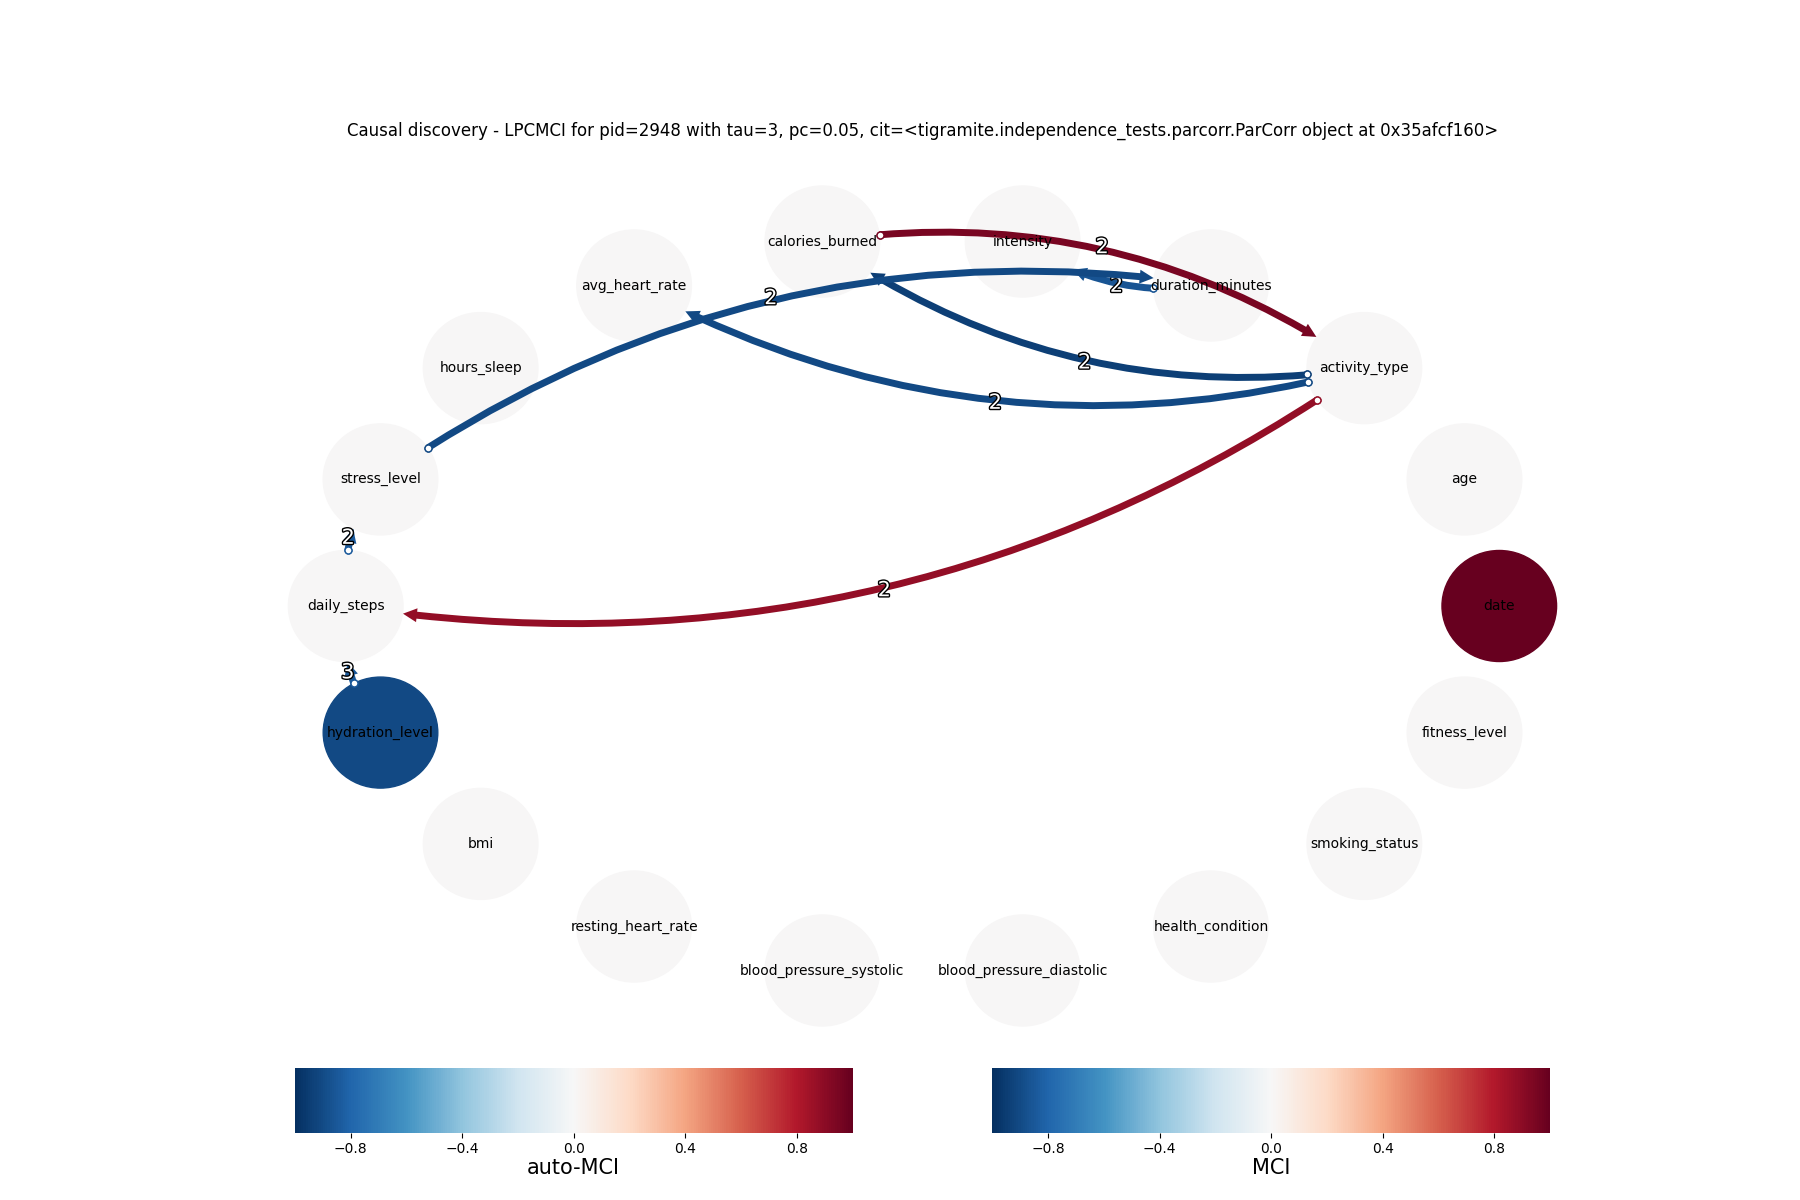 Causal discovery - LPCMCI for pid=2948 with tau=3, pc=0.05, cit=<tigramite.independence_tests.parcorr.ParCorr object at 0x35afcf160>
calories_burned
intensity
2
avg_heart_rate
2
2
duration_minutes
hours_sleep
2
activity_type
2
stress_level
age
2
2
daily_steps
date
3
hydration_level
fitness_level
bmi
smoking_status
resting_heart_rate
health_condition
blood_pressure_systolic
blood_pressure_diastolic
−0.8 −0.4 0.0 0.4 0.8
auto-MCI
−0.8 −0.4 0.0 0.4 0.8
MCI